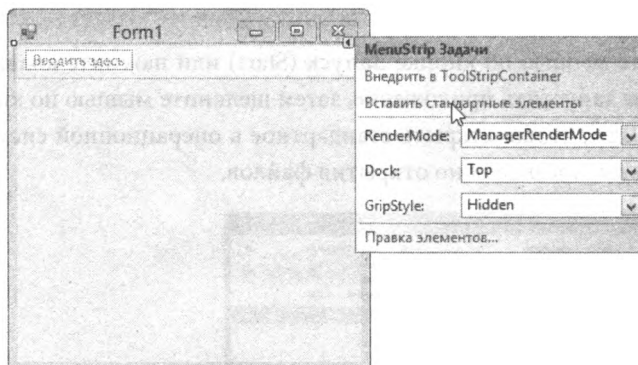 Form1
Вводить здесь
MenuStrip Задачи
Внедрить в ToolStripContainer
Вставить стандартные элементы
RenderMode: ManagerRenderMode
Dock: Top
GripStyle: Hidden
Правка элементов...